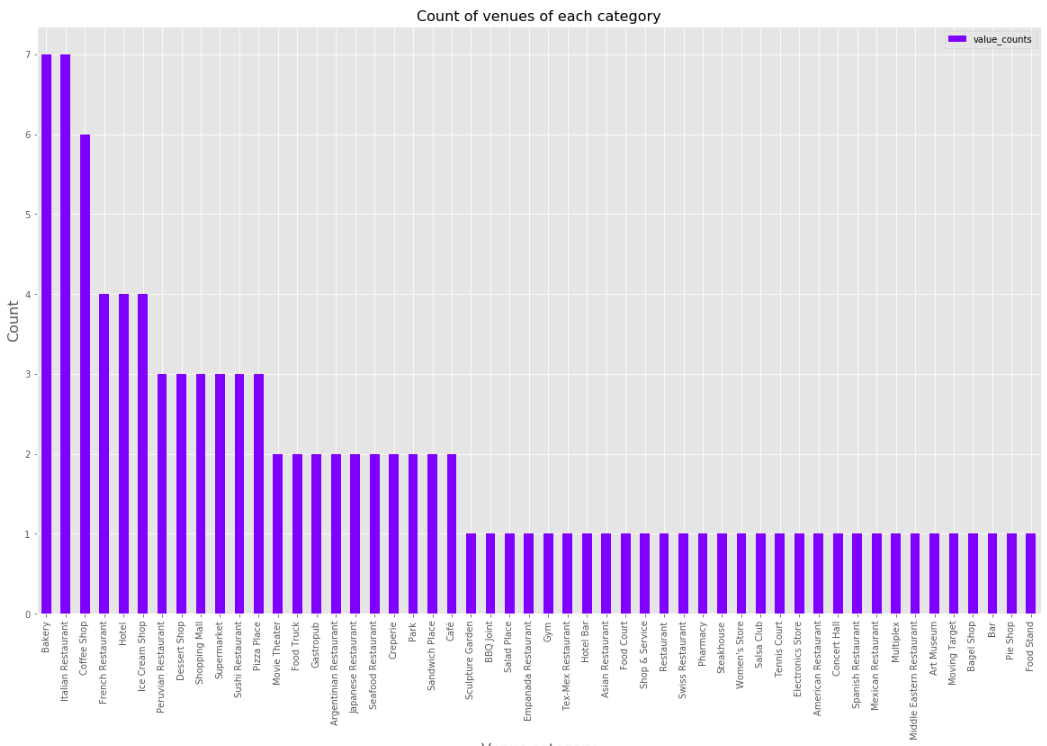 Count of venues of each category
value_counts
Count
7
6
5
4
3
2
1
0
Bakery
Italian Restaurant
Coffee Shop
French Restaurant
Hotel
Ice Cream Shop
Peruvian Restaurant
Dessert Shop
Shopping Mall
Supermarket
Sushi Restaurant
Pizza Place
Movie Theater
Food Truck
Gastropub
Argentinian Restaurant
Japanese Restaurant
Seafood Restaurant
Creperie
Park
Sandwich Place
Café
Sculpture Garden
BBQ Joint
Salad Place
Empanada Restaurant
Gym
Tex-Mex Restaurant
Hotel Bar
Asian Restaurant
Food Court
Shop & Service
Restaurant
Swiss Restaurant
Pharmacy
Steakhouse
Women's Store
Salsa Club
Tennis Court
Electronics Store
American Restaurant
Concert Hall
Spanish Restaurant
Mexican Restaurant
Multiplex
Middle Eastern Restaurant
Art Museum
Moving Target
Bagel Shop
Bar
Pie Shop
Food Stand